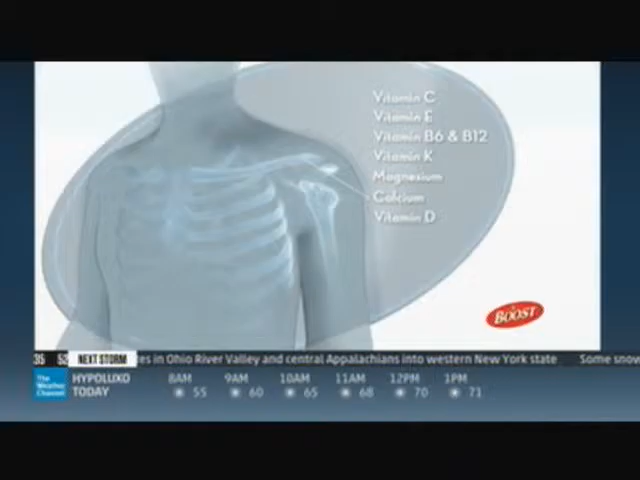 Vitamin C
Vitamin E
Vitamin B6 & B12
Vitamin K
Magnesium
Calcium
Vitamin D
BOOST
35
NEXT STORM
es in Ohio River Valley and central Appalachians into western New York state
Some snow
The Weather Channel
HYPOLUXO
TODAY
8AM 9AM 10AM 11AM 12PM 1PM
55 60 65 68 70 71